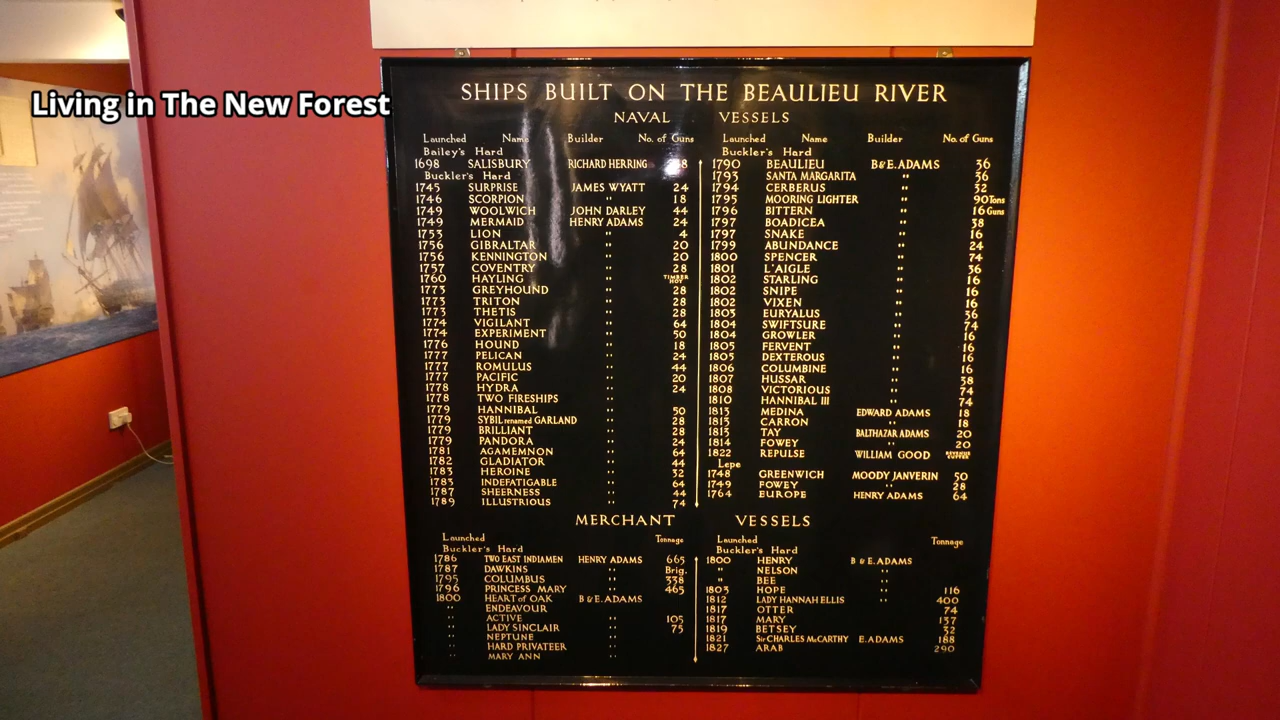 Living in The New Forest
SHIPS BUILT ON THE BEAULIEU RIVER
NAVAL VESSELS
Launched Name Builder No. of Guns
Bailey's Hard
1698 SALISBURY RICHARD HERRING
Buckler's Hard
1745 SURPRISE JAMES WYATT 24
1746 SCORPION " 18
1749 WOOLWICH JOHN DARLEY 44
1749 MERMAID HENRY ADAMS 24
1753 LION " 4
1756 GIBRALTAR " 20
1756 KENNINGTON " 20
1757 COVENTRY " 28
1760 HAYLING " TIMBER HOY
1773 GREYHOUND " 28
1773 TRITON " 28
1773 THETIS " 28
1774 VIGILANT " 64
1774 EXPERIMENT " 50
1776 HOUND " 18
1777 PELICAN " 24
1777 ROMULUS " 44
1777 PACIFIC " 20
1778 HYDRA " 24
1778 TWO FIRESHIPS "
1779 HANNIBAL " 50
1779 SYBIL renamed GARLAND " 28
1779 BRILLIANT " 28
1779 PANDORA " 24
1781 AGAMEMNON " 64
1782 GLADIATOR " 44
1783 HEROINE " 32
1783 INDEFATIGABLE " 64
1787 SHEERNESS " 44
1789 ILLUSTRIOUS " 74
Launched Name Builder No. of Guns
Buckler's Hard
1790 BEAULIEU B & E. ADAMS 36
1793 SANTA MARGARITA " 36
1794 CERBERUS " 32
1795 MOORING LIGHTER " 90 Tons
1796 BITTERN " 16 Guns
1797 BOADICEA " 38
1797 SNAKE " 16
1799 ABUNDANCE " 24
1800 SPENCER " 74
1801 L'AIGLE " 36
1802 STARLING " 16
1802 SNIPE " 16
1802 VIXEN " 16
1803 EURYALUS " 36
1804 SWIFTSURE " 74
1804 GROWLER " 16
1805 FERVENT " 16
1805 DEXTEROUS " 16
1806 COLUMBINE " 16
1807 HUSSAR " 38
1808 VICTORIOUS " 74
1810 HANNIBAL III " 74
1813 MEDINA EDWARD ADAMS 18
1813 CARRON " 18
1813 TAY BALTHAZAR ADAMS 20
1814 FOWEY " 20
1822 REPULSE WILLIAM GOOD
Lepe
1748 GREENWICH MOODY JANVERIN 50
1749 FOWEY " 28
1764 EUROPE HENRY ADAMS 64
MERCHANT VESSELS
Launched Tonnage
Buckler's Hard
1786 TWO EAST INDIAMEN HENRY ADAMS 665
1787 DAWKINS " Brig.
1795 COLUMBUS " 338
1796 PRINCESS MARY " 465
1800 HEART of OAK B & E. ADAMS
" ENDEAVOUR
" ACTIVE " 105
" LADY SINCLAIR " 75
" NEPTUNE "
" HARD PRIVATEER "
" MARY ANN "
Launched Tonnage
Buckler's Hard
1800 HENRY B & E. ADAMS
" NELSON "
" BEE "
1803 HOPE " 116
1812 LADY HANNAH ELLIS " 400
1817 OTTER 74
1817 MARY 137
1819 BETSEY 32
1821 Sir CHARLES McCARTHY E. ADAMS 188
1827 ARAB 290